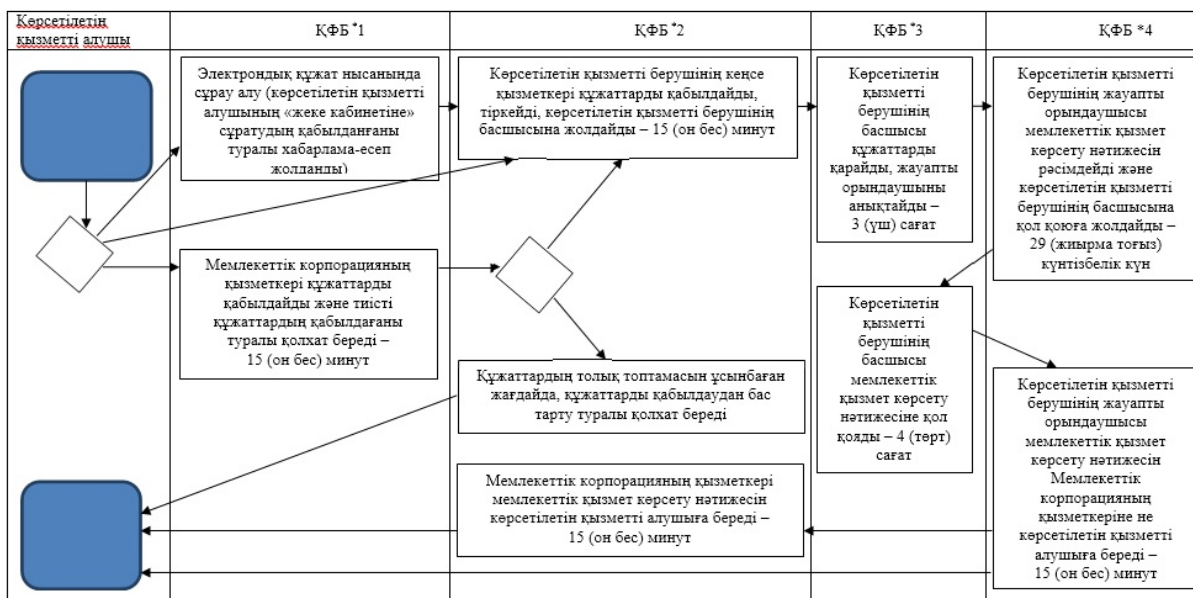 Көрсетілетін
қызметті алушы
ҚФБ *1
ҚФБ *2
ҚФБ *3
ҚФБ *4
Электрондық құжат нысанында
сұрау алу (көрсетілетін қызметті
алушының «жеке кабинетіне»
сұратудың қабылданғаны
туралы хабарлама-есеп
жолданды)
Көрсетілетін қызметті берушінің кеңсе
қызметкері құжаттарды қабылдайды,
тіркейді, көрсетілетін қызметті берушінің
басшысына жолдайды – 15 (он бес) минут
Көрсетілетін
қызметті
берушінің
басшысы
құжаттарды
қарайды, жауапты
орындаушыны
анықтайды –
3 (үш) сағат
Көрсетілетін қызметті
берушінің жауапты
орындаушысы
мемлекеттік қызмет
көрсету нәтижесін
рәсімдейді және
көрсетілетін қызметті
берушінің басшысына
қол қоюға жолдайды –
29 (жиырма тоғыз)
күнтізбелік күн
Мемлекеттік корпорацияның
қызметкері құжаттарды
қабылдайды және тиісті
құжаттардың қабылдағаны
туралы қолхат береді –
15 (он бес) минут
Құжаттардың толық топтамасын ұсынбаған
жағдайда, құжаттарды қабылдаудан бас
тарту туралы қолхат береді
Көрсетілетін
қызметті
берушінің
басшысы
мемлекеттік
қызмет көрсету
нәтижесіне қол
қояды – 4 (төрт)
сағат
Мемлекеттік корпорацияның қызметкері
мемлекеттік қызмет көрсету нәтижесін
көрсетілетін қызметті алушыға береді –
15 (он бес) минут
Көрсетілетін қызметті
берушінің жауапты
орындаушысы
мемлекеттік қызмет
көрсету нәтижесін
Мемлекеттік
корпорацияның
қызметкеріне не
көрсетілетін қызметті
алушыға береді –
15 (он бес) минут